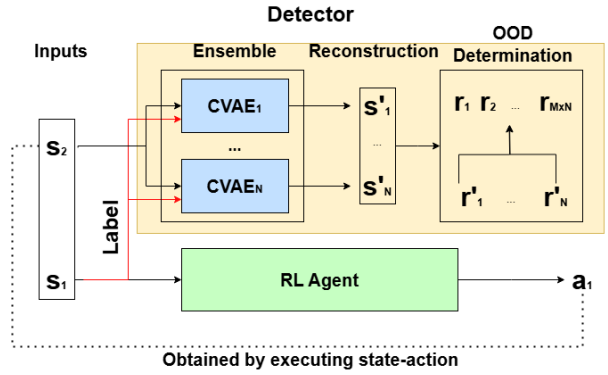 Detector
Inputs
Ensemble
Reconstruction
OOD
Determination
CVAE₁
...
CVAEN
s'₁
...
s'N
r₁ r₂ ... rMxN
r'₁ ... r'N
s₂
Label
s₁
RL Agent
a₁
Obtained by executing state-action